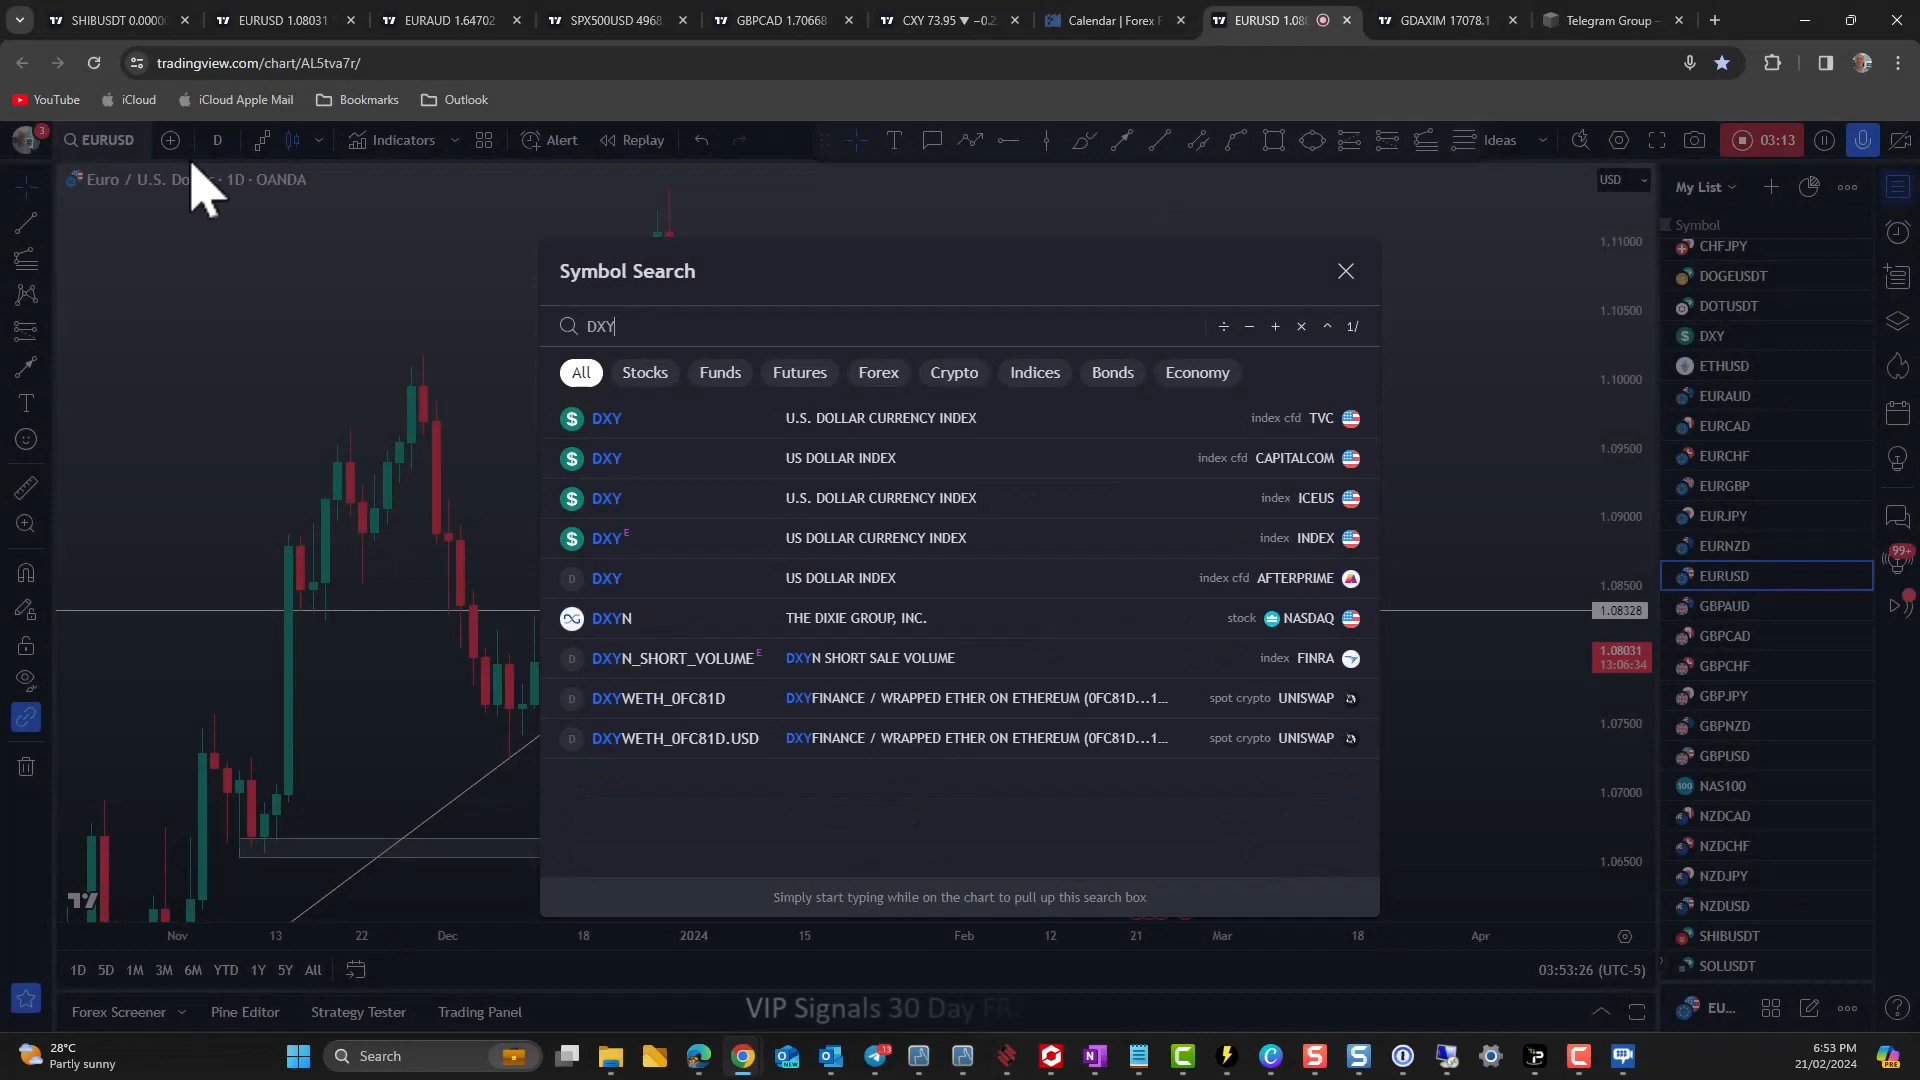 SHIBUSDT 0.0000
EURUSD 1.08031
EURAUD 1.64702
SPX500USD 4968.
GBPCAD 1.70668
CXY 73.95 ▼ −0.2
Calendar | Forex F
EURUSD 1.080
GDAXIM 17078.1
Telegram Group –
tradingview.com/chart/AL5tva7r/
YouTube
iCloud
iCloud Apple Mail
Bookmarks
Outlook
3
EURUSD
D
Indicators
Alert
Replay
Ideas
03:13
Euro / U.S. Do · 1D · OANDA
USD
My List
Symbol
CHFJPY
DOGEUSDT
DOTUSDT
DXY
ETHUSD
EURAUD
EURCAD
EURCHF
EURGBP
EURJPY
EURNZD
EURUSD
GBPAUD
GBPCAD
GBPCHF
GBPJPY
GBPNZD
GBPUSD
NAS100
NZDCAD
NZDCHF
NZDJPY
NZDUSD
SHIBUSDT
SOLUSDT
EU...
99+
Symbol Search
DXY
÷ − + × ^ 1/
All Stocks Funds Futures Forex Crypto Indices Bonds Economy
$ DXY U.S. DOLLAR CURRENCY INDEX index cfd TVC
$ DXY US DOLLAR INDEX index cfd CAPITALCOM
$ DXY U.S. DOLLAR CURRENCY INDEX index ICEUS
$ DXY E US DOLLAR CURRENCY INDEX index INDEX
D DXY US DOLLAR INDEX index cfd AFTERPRIME
DXYN THE DIXIE GROUP, INC. stock NASDAQ
D DXYN_SHORT_VOLUME E DXYN SHORT SALE VOLUME index FINRA
D DXYWETH_0FC81D DXYFINANCE / WRAPPED ETHER ON ETHEREUM (0FC81D...1... spot crypto UNISWAP
D DXYWETH_0FC81D.USD DXYFINANCE / WRAPPED ETHER ON ETHEREUM (0FC81D...1... spot crypto UNISWAP
Simply start typing while on the chart to pull up this search box
1.11000
1.10500
1.10000
1.09500
1.09000
1.08500
1.08328
1.08031
13:06:34
1.07500
1.07000
1.06500
Nov 13 22 Dec 18 2024 15 Feb 12 21 Mar 18 Apr
1D 5D 1M 3M 6M YTD 1Y 5Y All
03:53:26 (UTC-5)
Forex Screener Pine Editor Strategy Tester Trading Panel
VIP Signals 30 Day FR
28°C
Partly sunny
Search
13
6:53 PM
21/02/2024
PRE